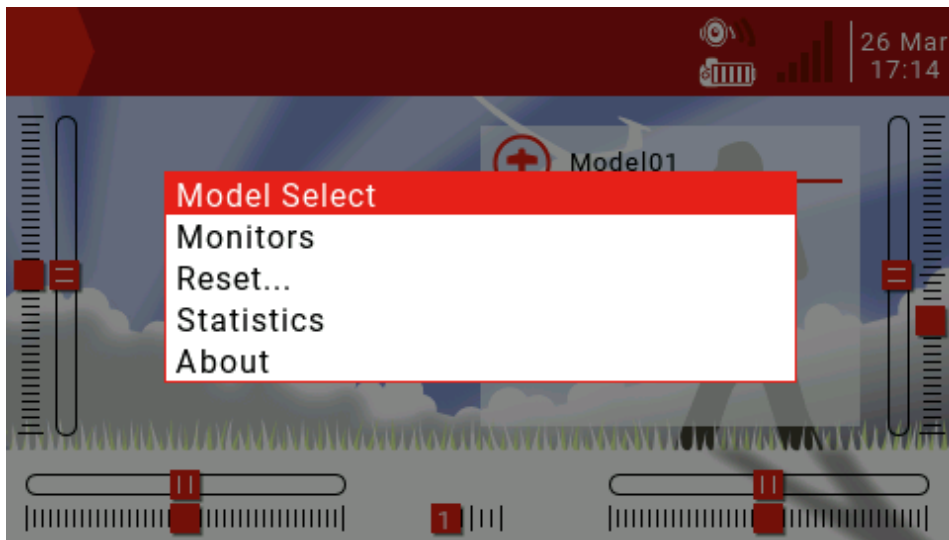 26 Mar
17:14
Model01
Model Select
Monitors
Reset...
Statistics
About
1